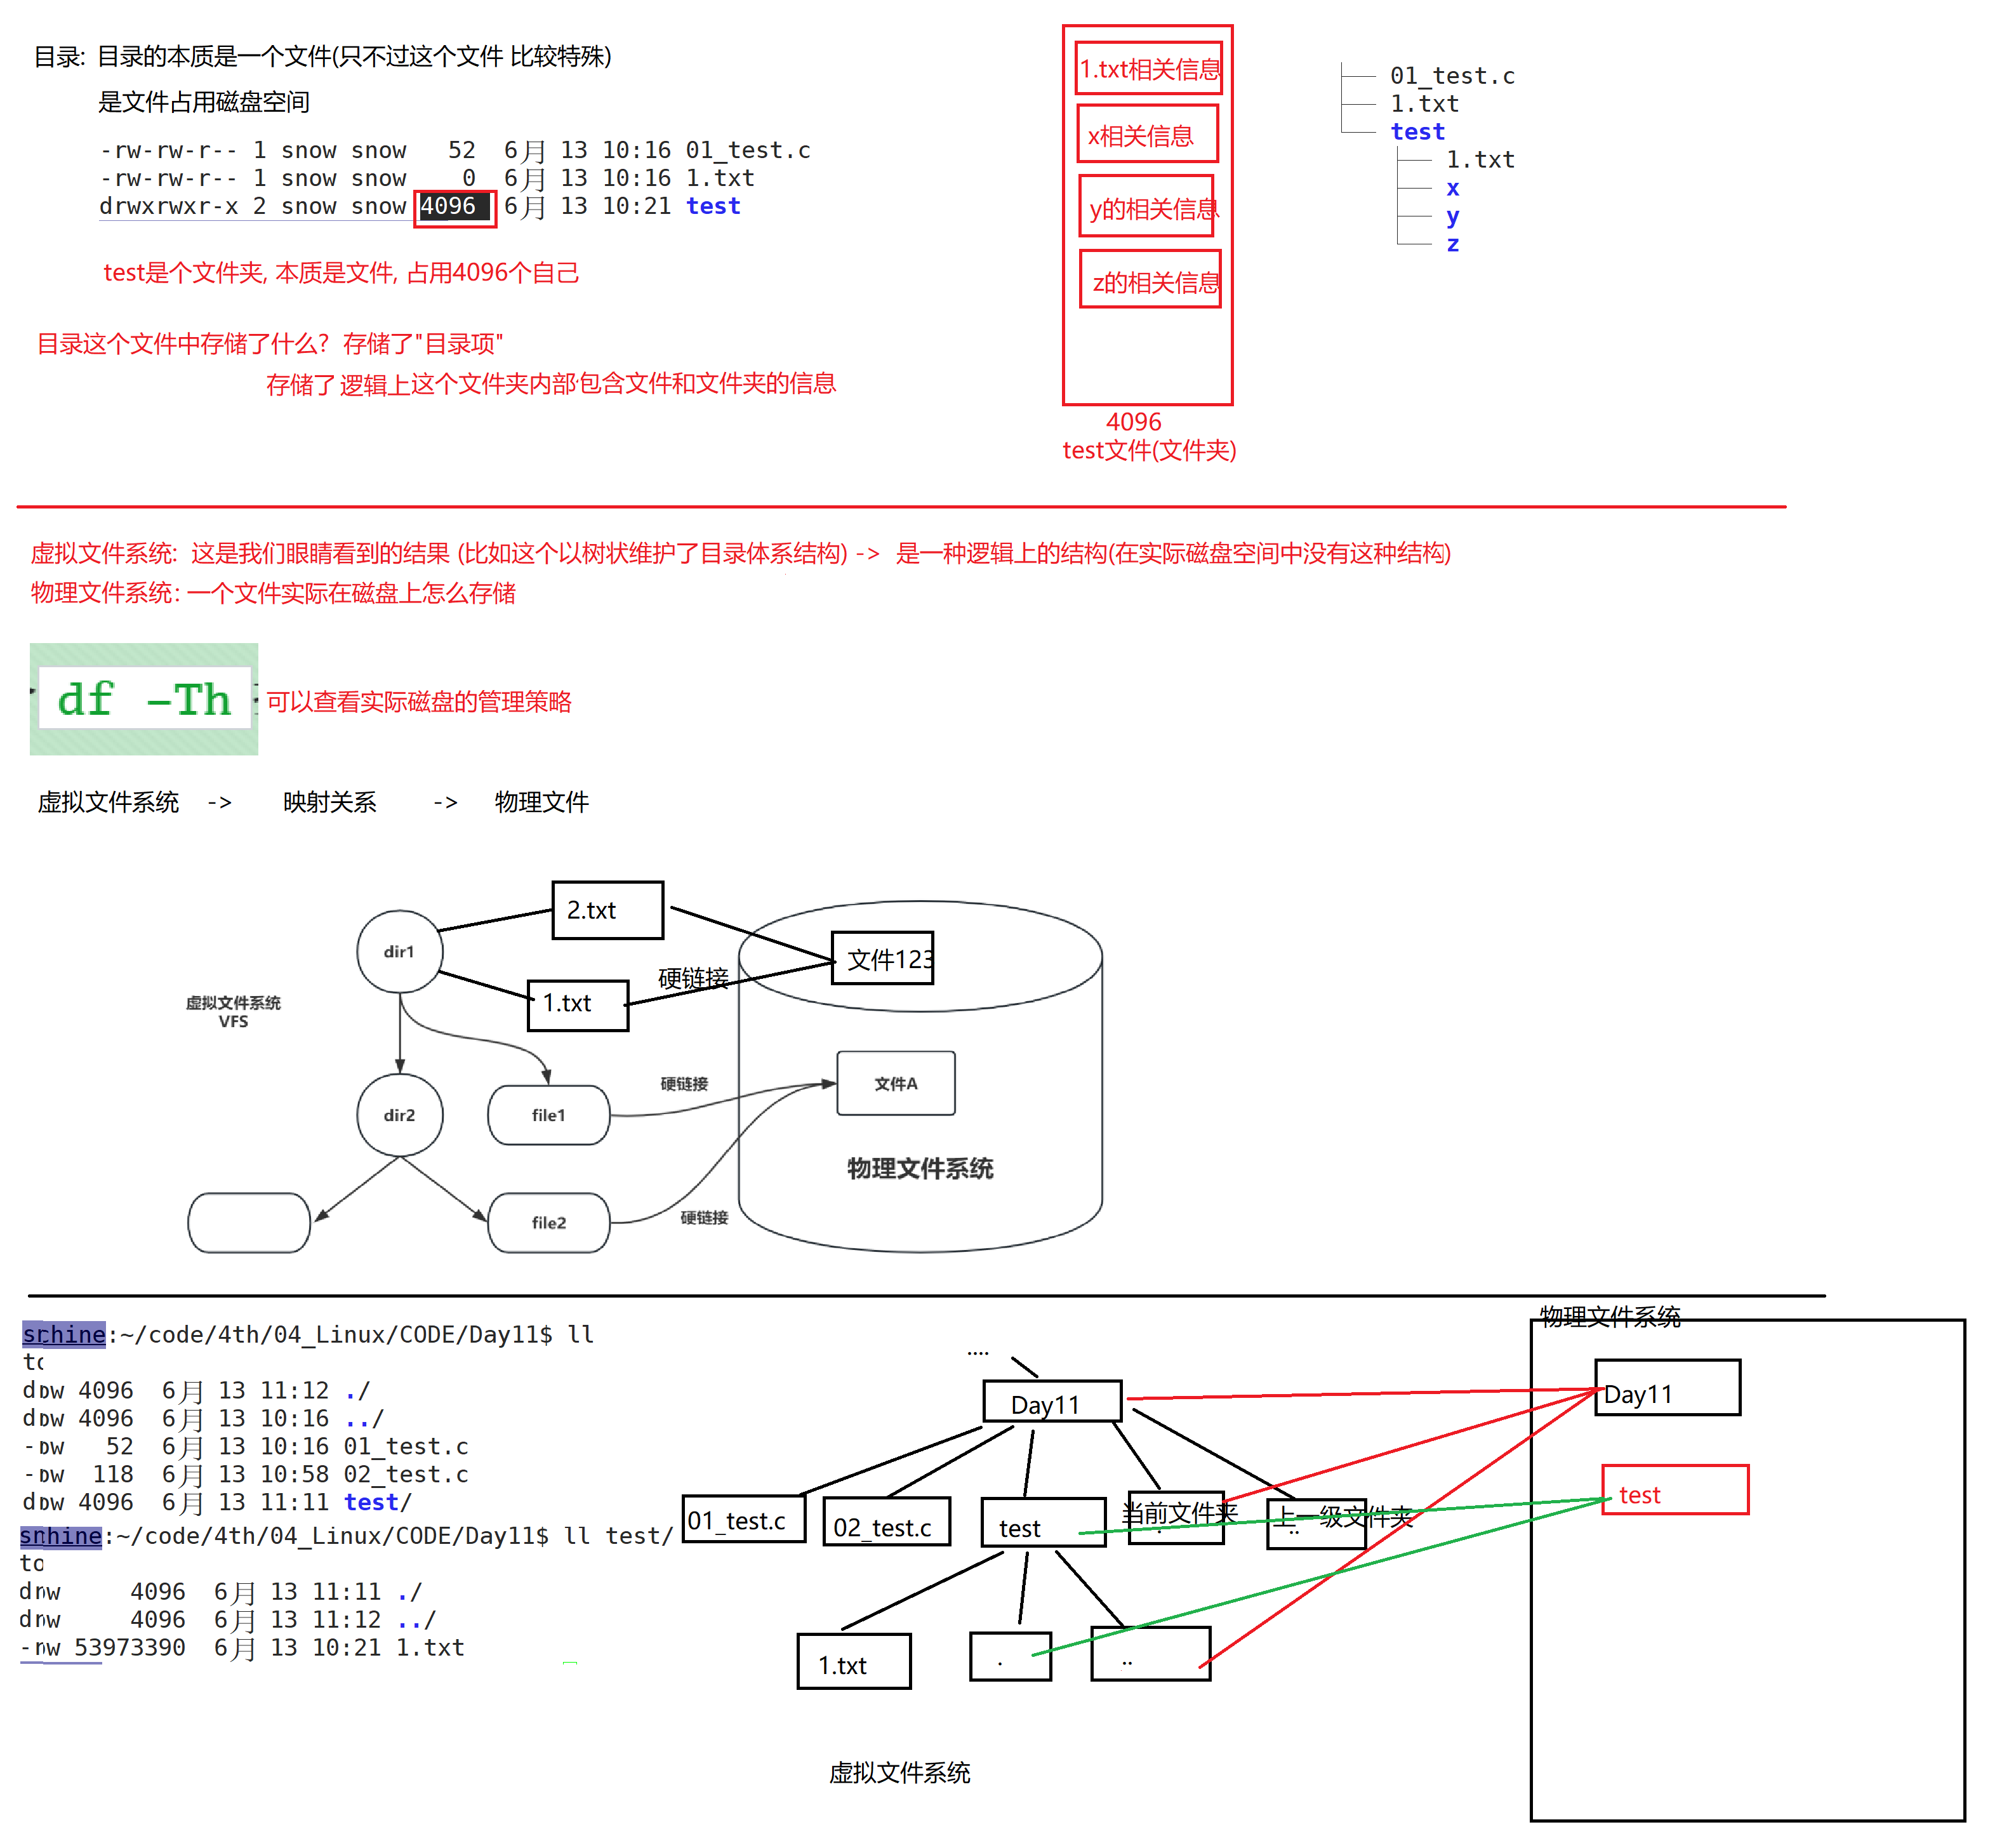 目录: 目录的本质是一个文件(只不过这个文件 比较特殊)
是文件占用磁盘空间
-rw-rw-r-- 1 snow snow 52 6月 13 10:16 01_test.c
-rw-rw-r-- 1 snow snow 0 6月 13 10:16 1.txt
drwxrwxr-x 2 snow snow 4096 6月 13 10:21 test
test是个文件夹, 本质是文件, 占用4096个自己
目录这个文件中存储了什么? 存储了"目录项"
存储了 逻辑上这个文件夹内部 包含文件和文件夹的信息
1.txt相关信息
x相关信息
y的相关信息
z的相关信息
4096
test文件(文件夹)
01_test.c
1.txt
test
1.txt
x
y
z
虚拟文件系统: 这是我们眼睛看到的结果 (比如这个以树状维护了目录体系结构) -> 是一种逻辑上的结构(在实际磁盘空间中没有这种结构)
物理文件系统: 一个文件实际在磁盘上怎么存储
df -Th
可以查看实际磁盘的管理策略
虚拟文件系统 -> 映射关系 -> 物理文件
2.txt
dir1
文件123
硬链接
1.txt
虚拟文件系统
VFS
硬链接
文件A
dir2
file1
物理文件系统
file2
硬链接
hine:~/code/4th/04_Linux/CODE/Day11$ ll
w 4096 6月 13 11:12 ./
w 4096 6月 13 10:16 ../
w 52 6月 13 10:16 01_test.c
w 118 6月 13 10:58 02_test.c
w 4096 6月 13 11:11 test/
hine:~/code/4th/04_Linux/CODE/Day11$ ll test/
w 4096 6月 13 11:11 ./
w 4096 6月 13 11:12 ../
w 53973390 6月 13 10:21 1.txt
....
Day11
01_test.c
02_test.c
test
当前文件夹
.
上一级文件夹
..
1.txt
.
..
虚拟文件系统
物理文件系统
Day11
test